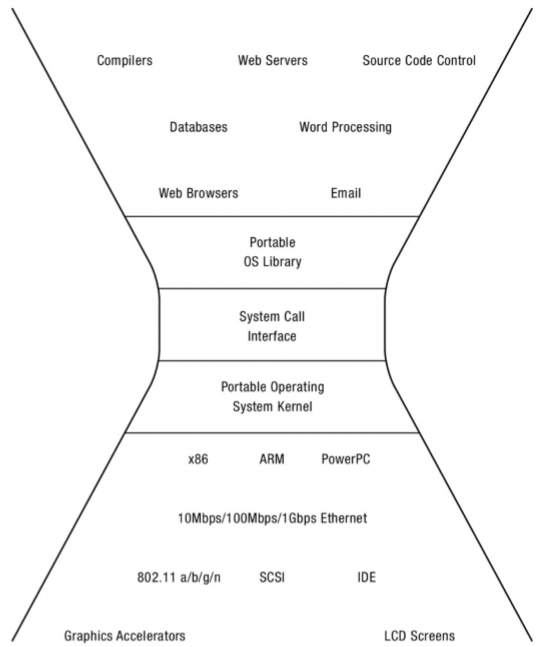 Compilers Web Servers Source Code Control
Databases Word Processing
Web Browsers Email
Portable
OS Library
System Call
Interface
Portable Operating
System Kernel
x86 ARM PowerPC
10Mbps/100Mbps/1Gbps Ethernet
802.11 a/b/g/n SCSI IDE
Graphics Accelerators LCD Screens